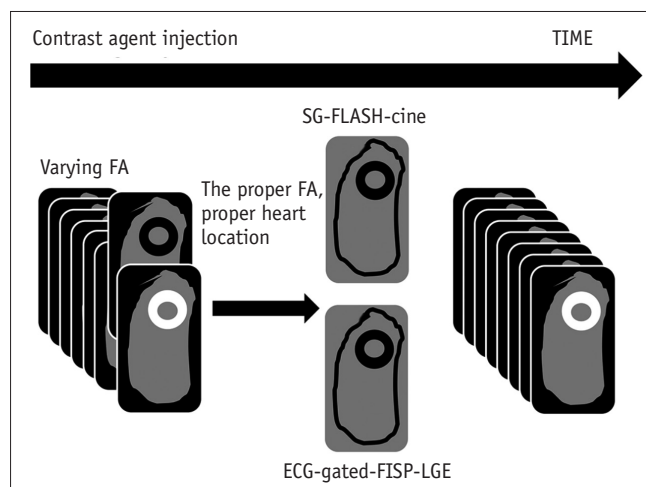 Contrast agent injection
TIME
SG-FLASH-cine
Varying FA
The proper FA,
proper heart
location
ECG-gated-FISP-LGE